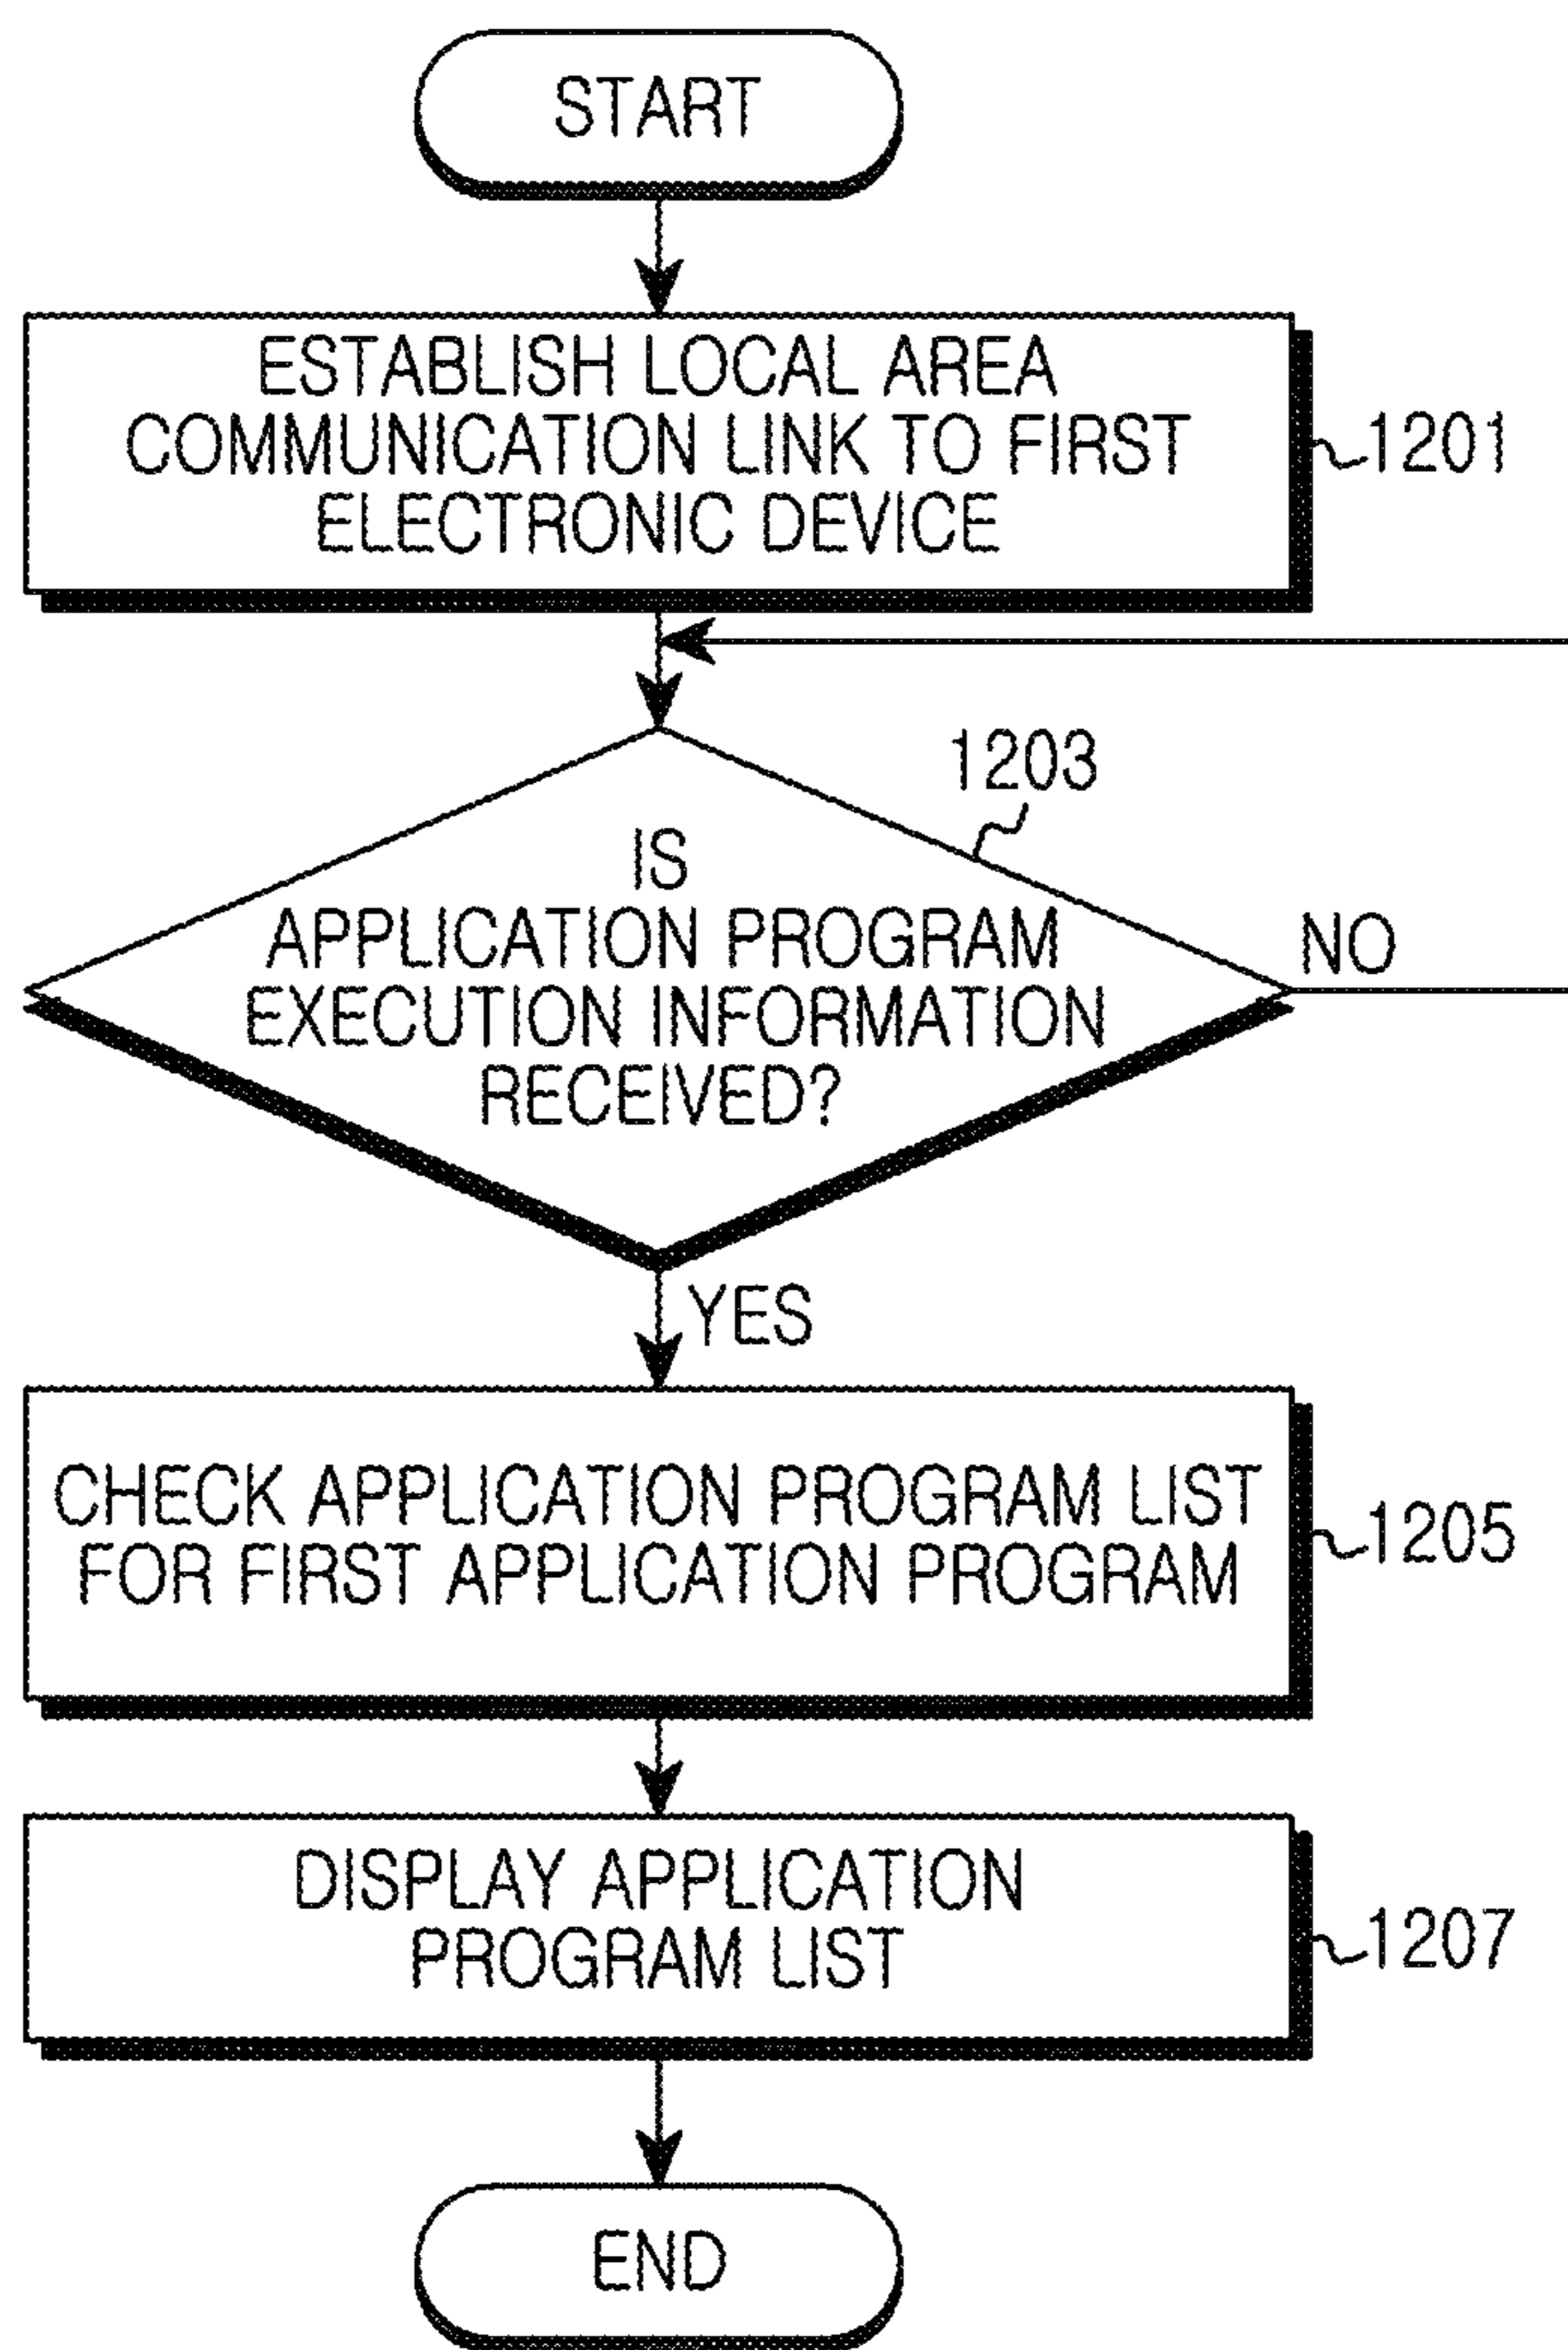 START
ESTABLISH LOCAL AREA
COMMUNICATION LINK TO FIRST
ELECTRONIC DEVICE
1201
1203
IS
APPLICATION PROGRAM
EXECUTION INFORMATION
RECEIVED?
NO
YES
CHECK APPLICATION PROGRAM LIST
FOR FIRST APPLICATION PROGRAM
1205
DISPLAY APPLICATION
PROGRAM LIST
1207
END